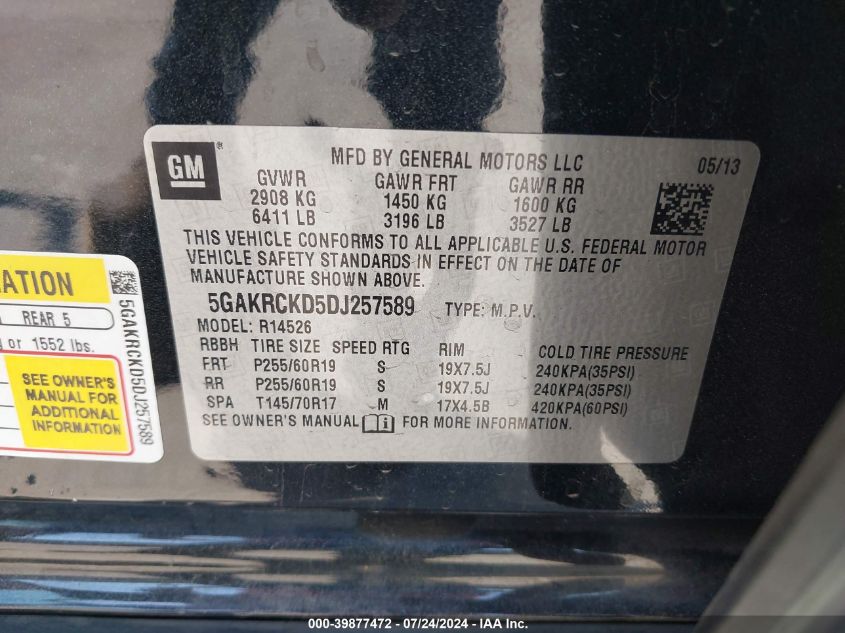 GM
MFD BY GENERAL MOTORS LLC
05/13
GVWR GAWR FRT GAWR RR
2908 KG 1450 KG 1600 KG
6411 LB 3196 LB 3527 LB
THIS VEHICLE CONFORMS TO ALL APPLICABLE U.S. FEDERAL MOTOR
VEHICLE SAFETY STANDARDS IN EFFECT ON THE DATE OF
MANUFACTURE SHOWN ABOVE.
5GAKRCKD5DJ257589 TYPE: M.P.V.
MODEL: R14526
RBBH TIRE SIZE SPEED RTG RIM COLD TIRE PRESSURE
FRT P255/60R19 S 19X7.5J 240KPA(35PSI)
RR P255/60R19 S 19X7.5J 240KPA(35PSI)
SPA T145/70R17 M 17X4.5B 420KPA(60PSI)
SEE OWNER'S MANUAL i FOR MORE INFORMATION.
REAR 5
or 1552 lbs.
SEE OWNER'S
MANUAL FOR
ADDITIONAL
INFORMATION
5GAKRCKD5DJ257589
000-39877472 - 07/24/2024 - IAA Inc.